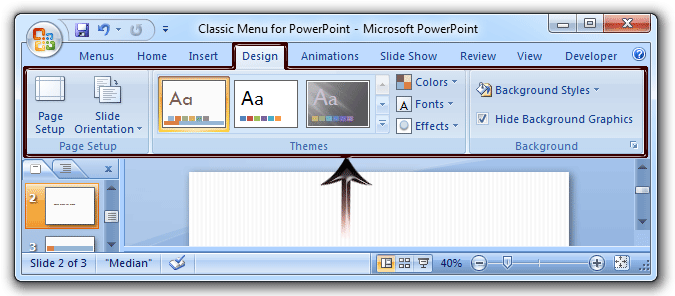 Classic Menu for PowerPoint - Microsoft PowerPoint
Menus Home Insert Design Animations Slide Show Review View Developer
Page Setup
Slide Orientation
Page Setup
Aa Aa Aa
Colors
Fonts
Effects
Themes
Background Styles
Hide Background Graphics
Background
2
3
Slide 2 of 3 "Median" 40%